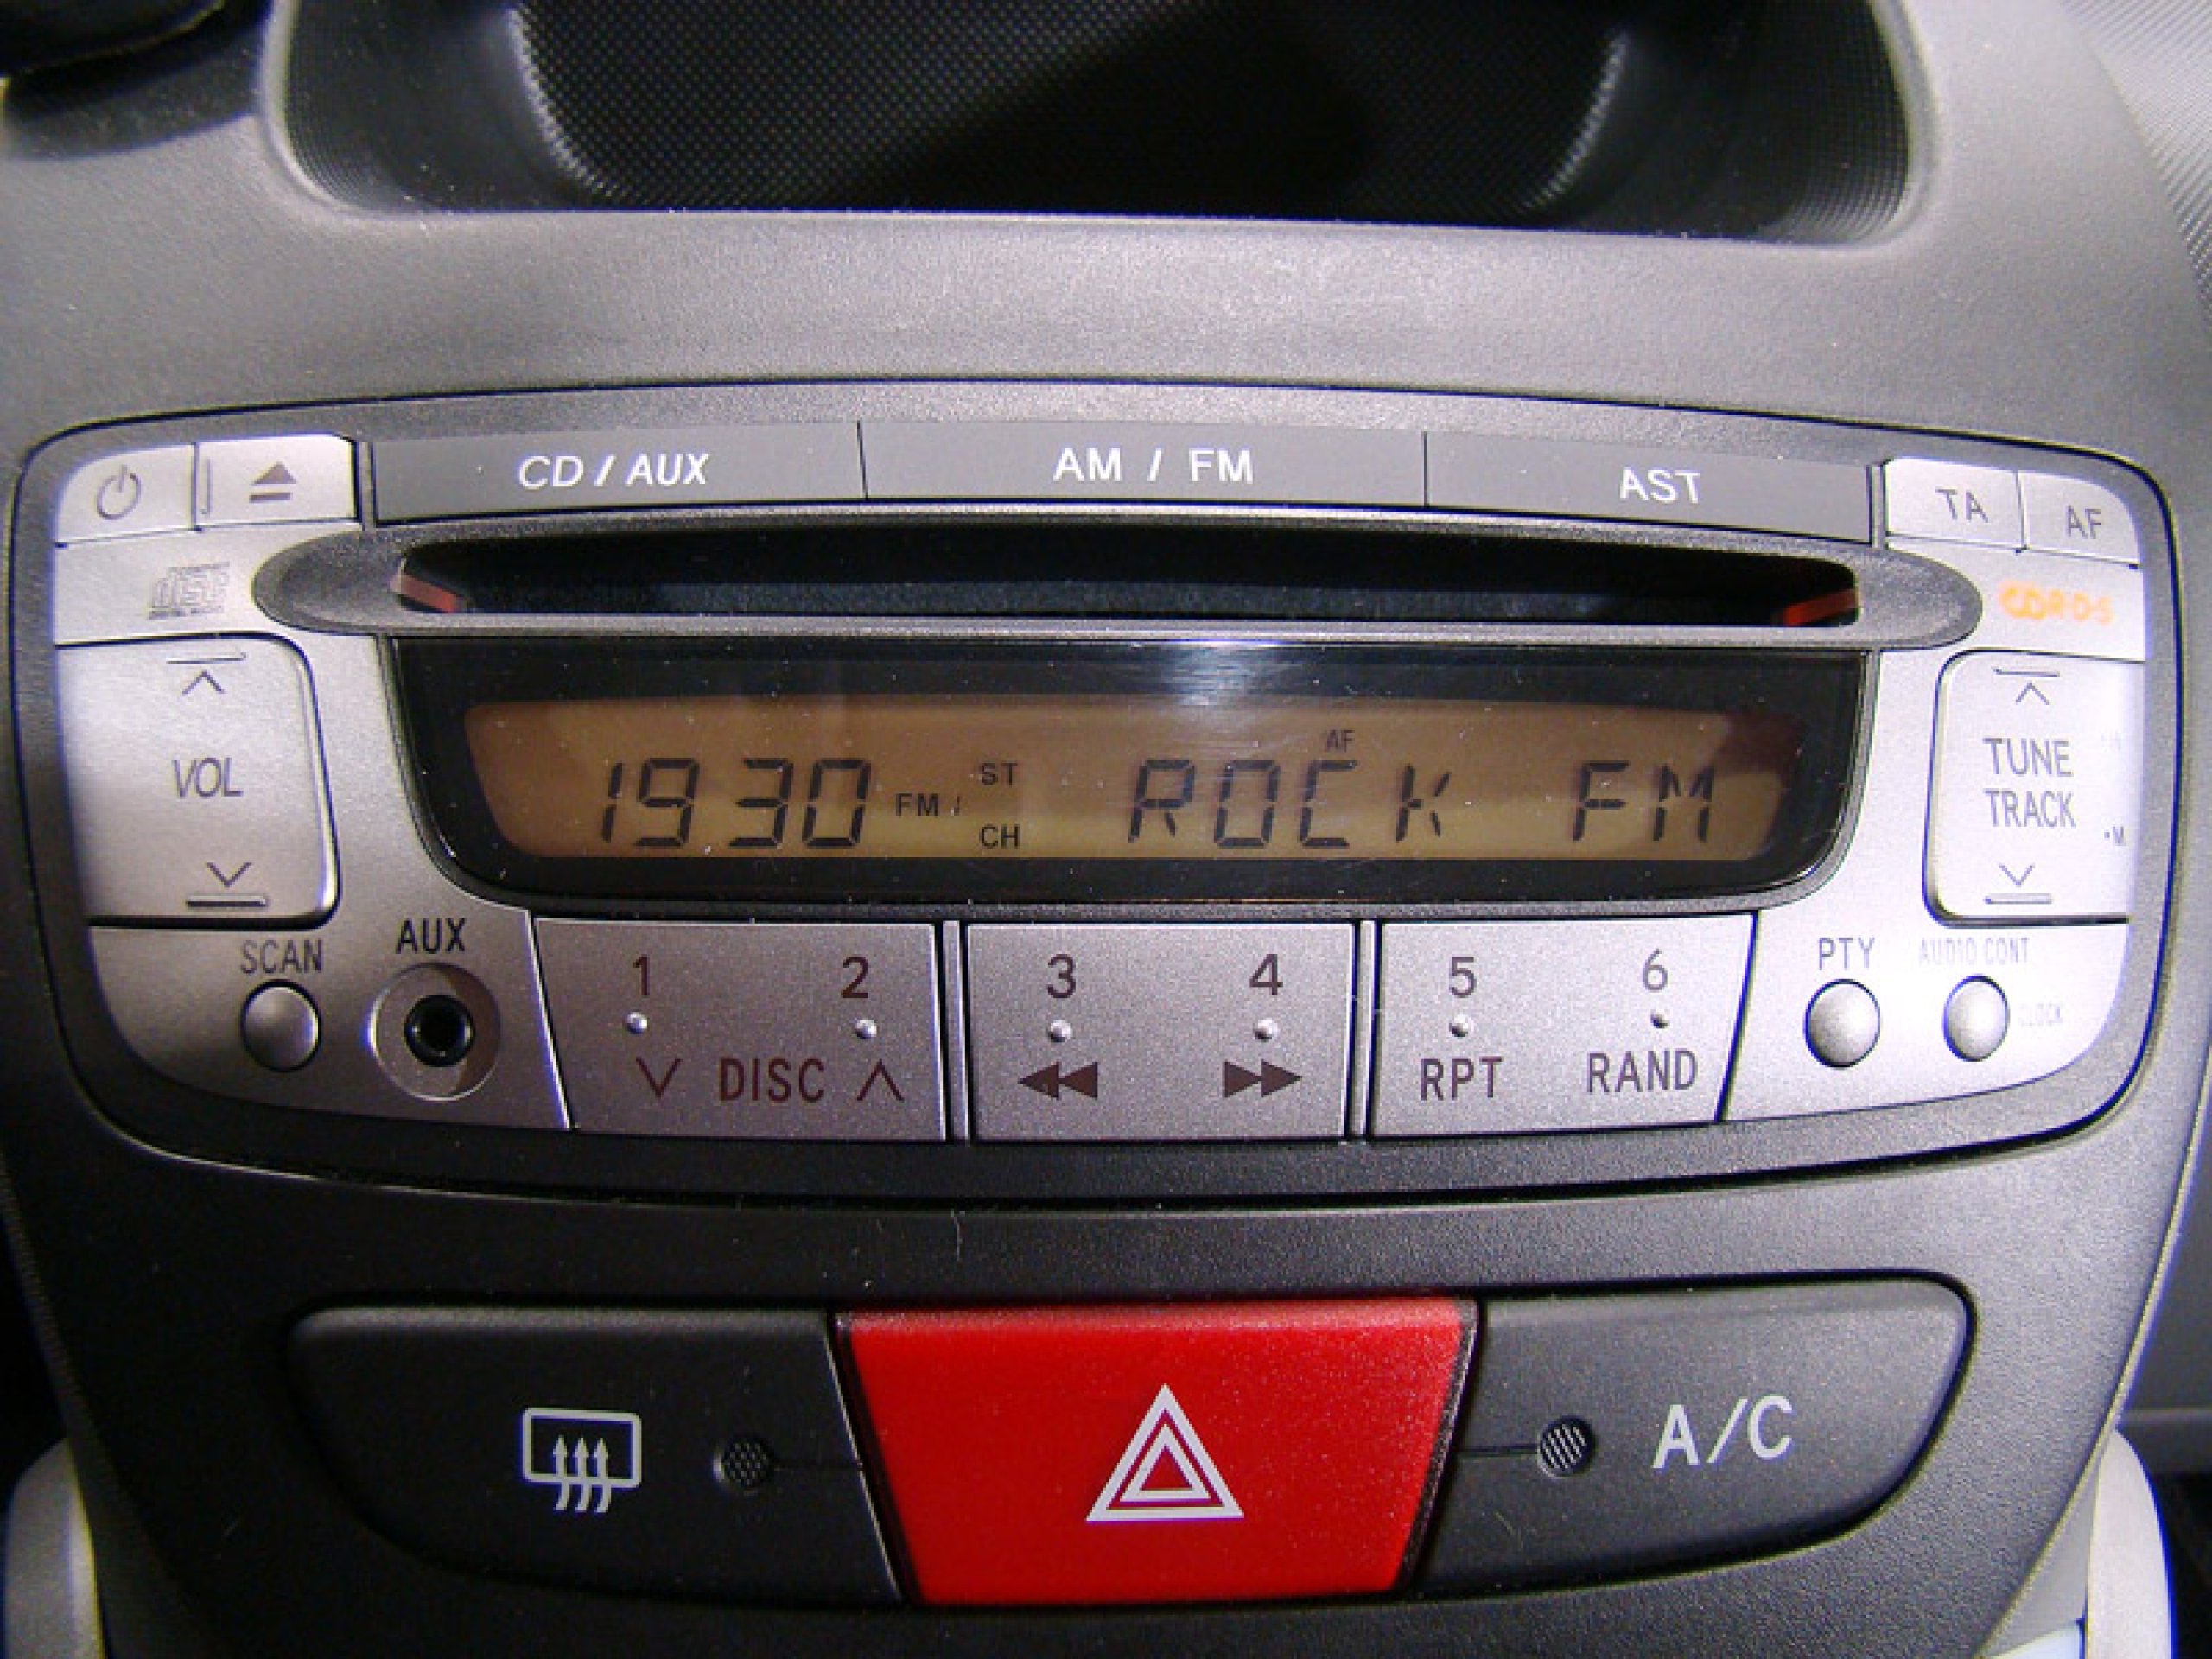 CD / AUX AM / FM AST TA AF
disc
VOL
1930 FM / ST CH AF ROCK FM
TUNE
TRACK
SCAN AUX 1 2 3 4 5 6 PTY AUDIO CONT
CLOCK
DISC RPT RAND
A/C